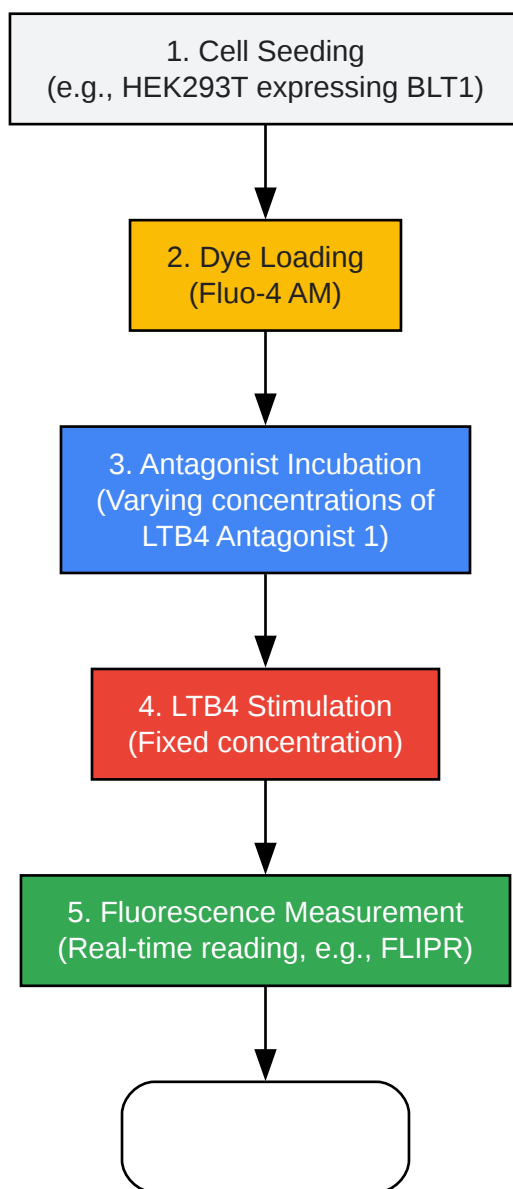 1. Cell Seeding
(e.g., HEK293T expressing BLT1)
2. Dye Loading
(Fluo-4 AM)
3. Antagonist Incubation
(Varying concentrations of
LTB4 Antagonist 1)
4. LTB4 Stimulation
(Fixed concentration)
5. Fluorescence Measurement
(Real-time reading, e.g., FLIPR)